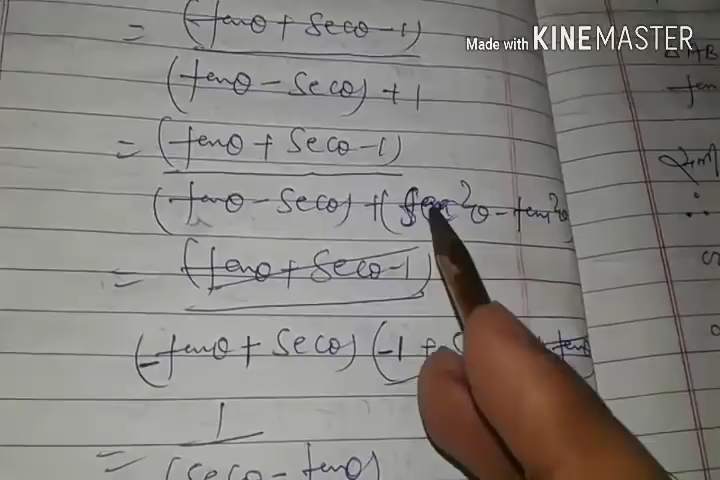 = (tanθ + secθ - 1)
(tanθ - secθ) + 1
= (tanθ + secθ - 1)
(tanθ - secθ) + (sec²θ - tan²θ)
= (tanθ + secθ - 1)
(-tanθ + secθ) (-1 +
1
= (secθ - tanθ)
Made with KINEMASTER